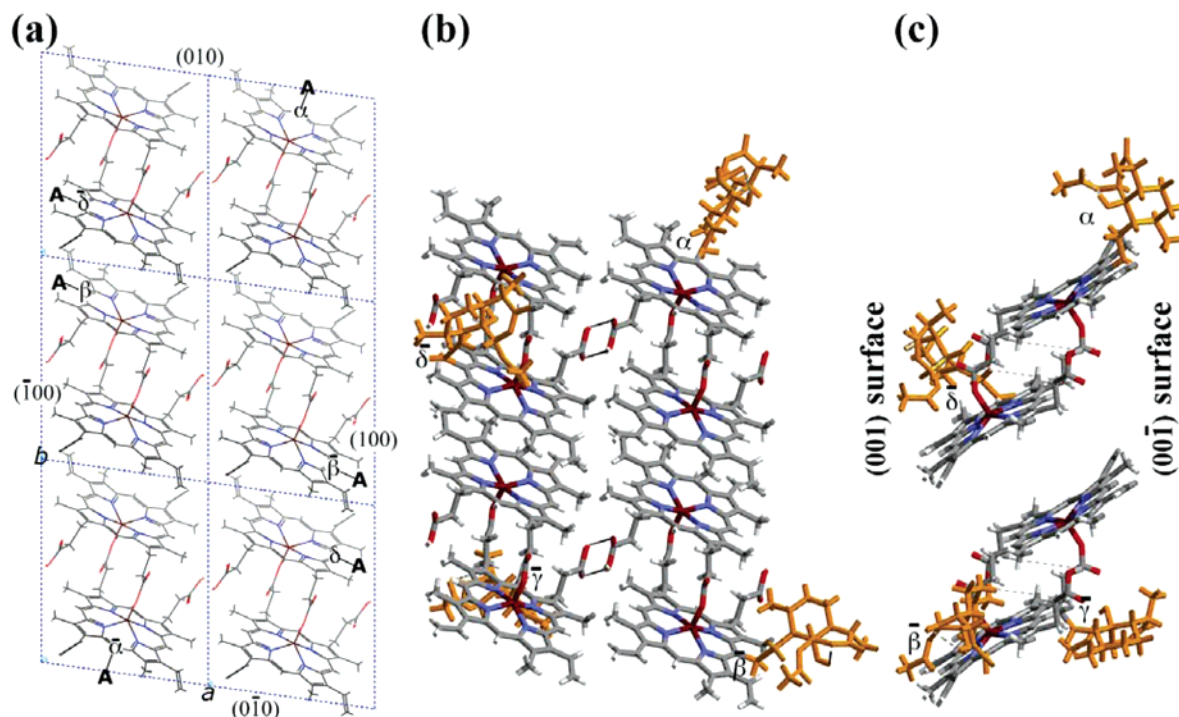 (a)
(010)
A
α
A δ̄
A
β
(1̄00)
(100)
b
β̄
A
δ
A
ᾱ
A
a
(01̄0)
(b)
α
δ̄
γ̄
β̄
(c)
α
(001) surface
(001̄) surface
δ̄
γ̄
β̄